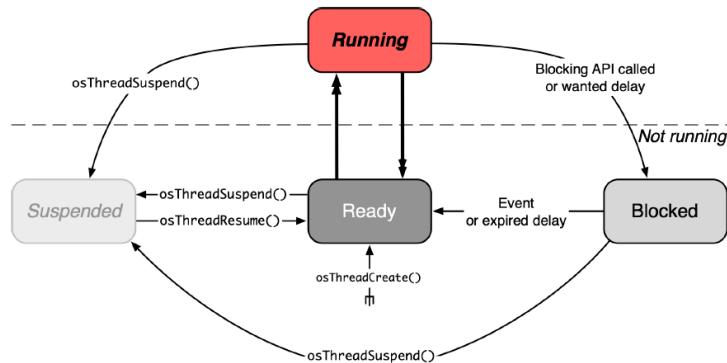 Running
osThreadSuspend()
Blocking API called
or wanted delay
Not running
Suspended
osThreadSuspend()
osThreadResume()
Ready
Event
or expired delay
Blocked
osThreadCreate()
osThreadSuspend()